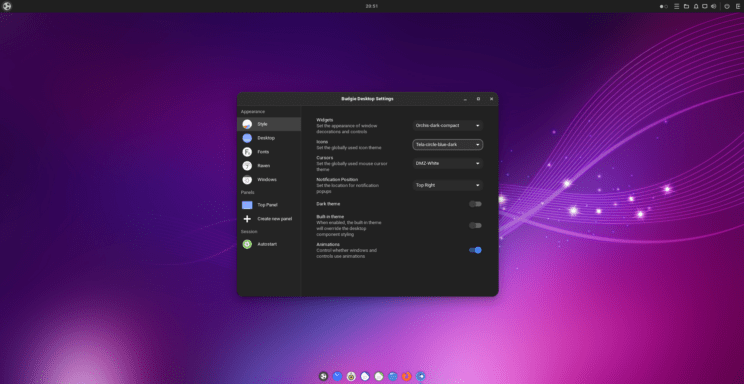 20:51
Budgie Desktop Settings
Appearance
Style
Desktop
Fonts
Raven
Windows
Panels
Top Panel
Create new panel
Session
Autostart
Widgets
Set the appearance of window
decorations and controls
Orchis-dark-compact
Icons
Set the globally used icon theme
Tela-circle-blue-dark
Cursors
Set the globally used mouse cursor
theme
DMZ-White
Notification Position
Set the location for notification
popups
Top Right
Dark theme
Built-in theme
When enabled, the built-in theme
will override the desktop
component styling
Animations
Control whether windows and
controls use animations